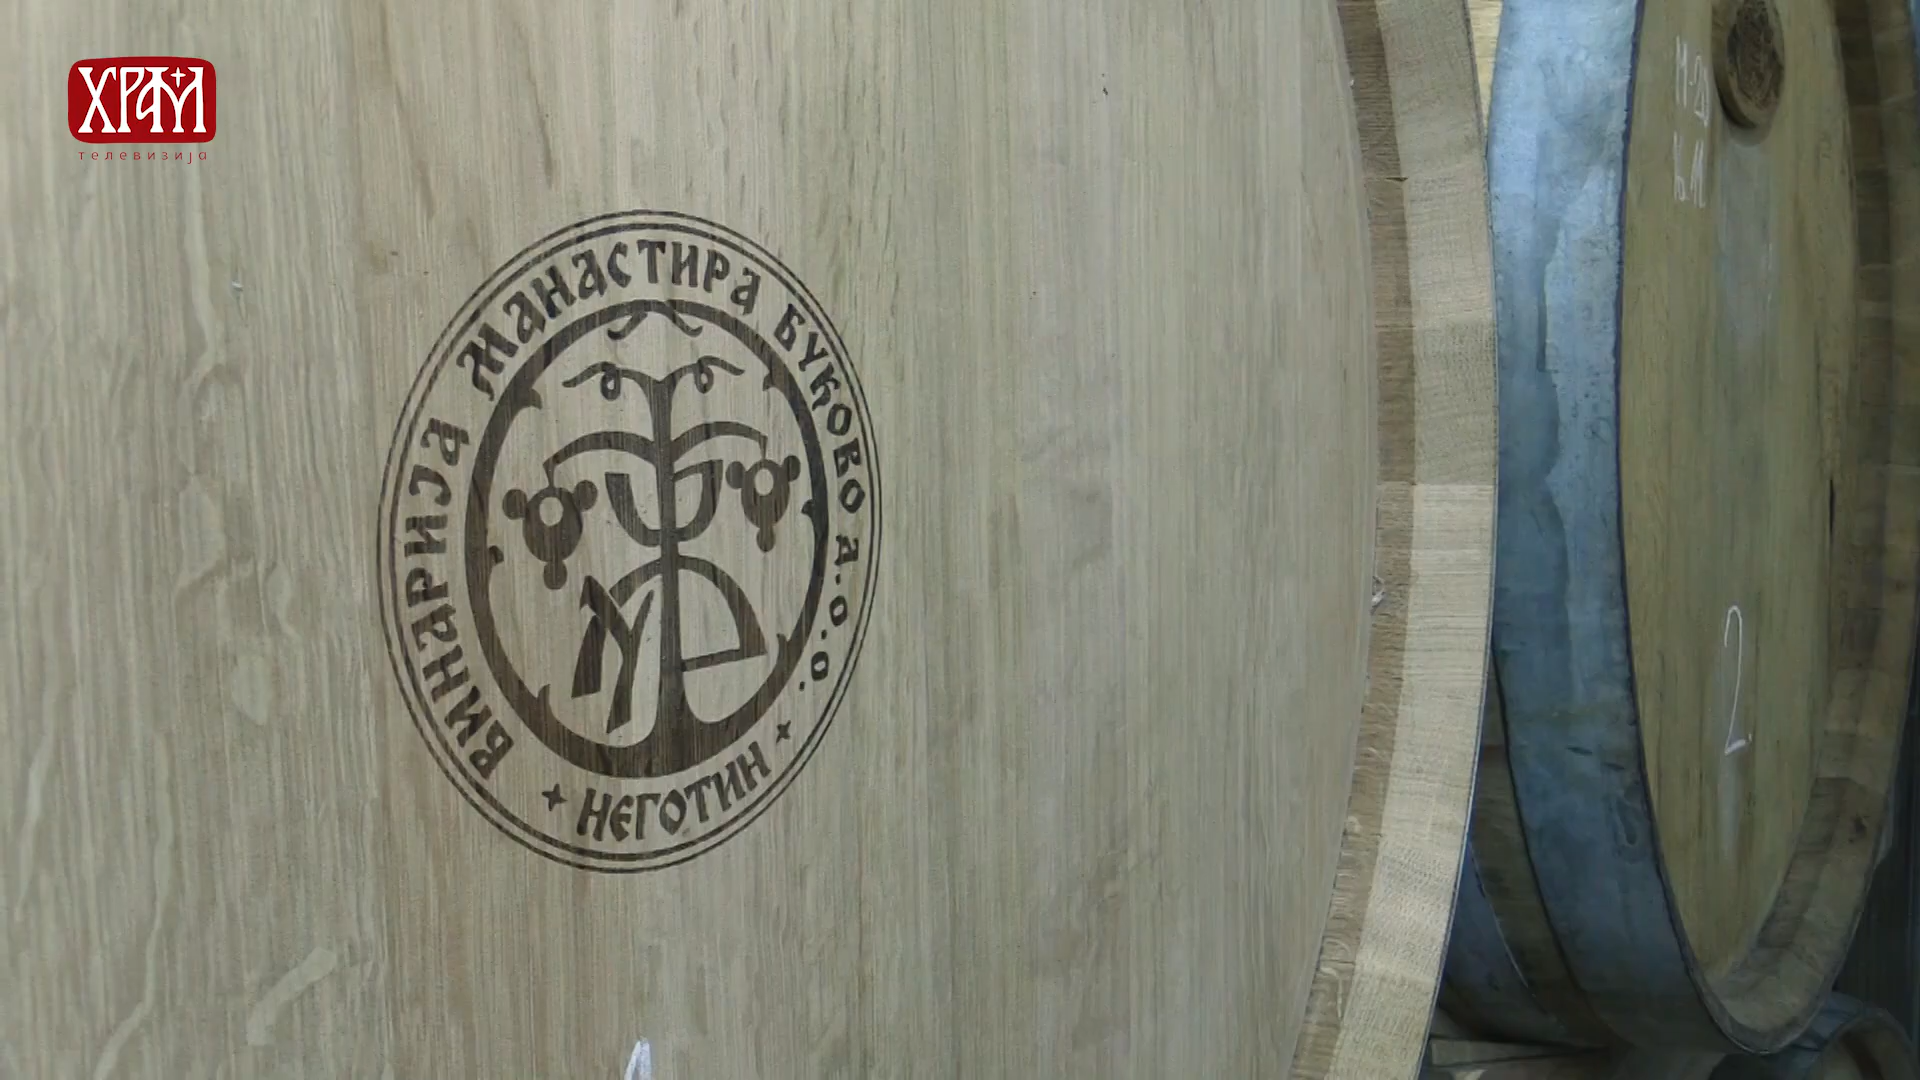 ХРАМ
телевизија
ВИНАРИЈА МАНАСТИРА БУКОВО Д.О.О.
НЕГОТИН
2.